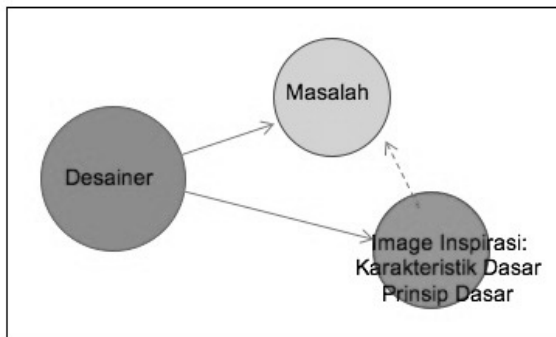 Masalah
Desainer
Image Inspirasi:
Karakteristik Dasar
Prinsip Dasar